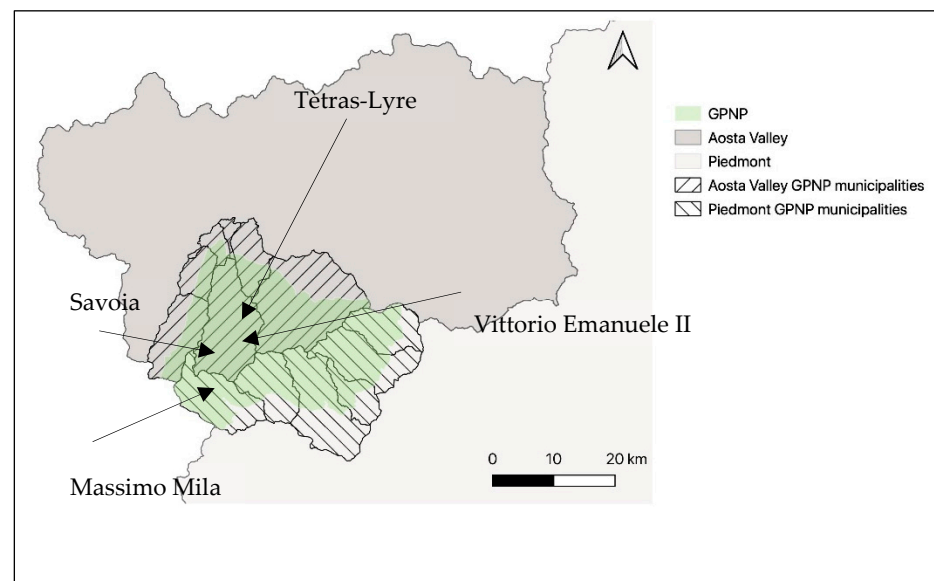 Tètras-Lyre
GPNP
Aosta Valley
Piedmont
Aosta Valley GPNP municipalities
Piedmont GPNP municipalities
Savoia
Vittorio Emanuele II
0 10 20 km
Massimo Mila